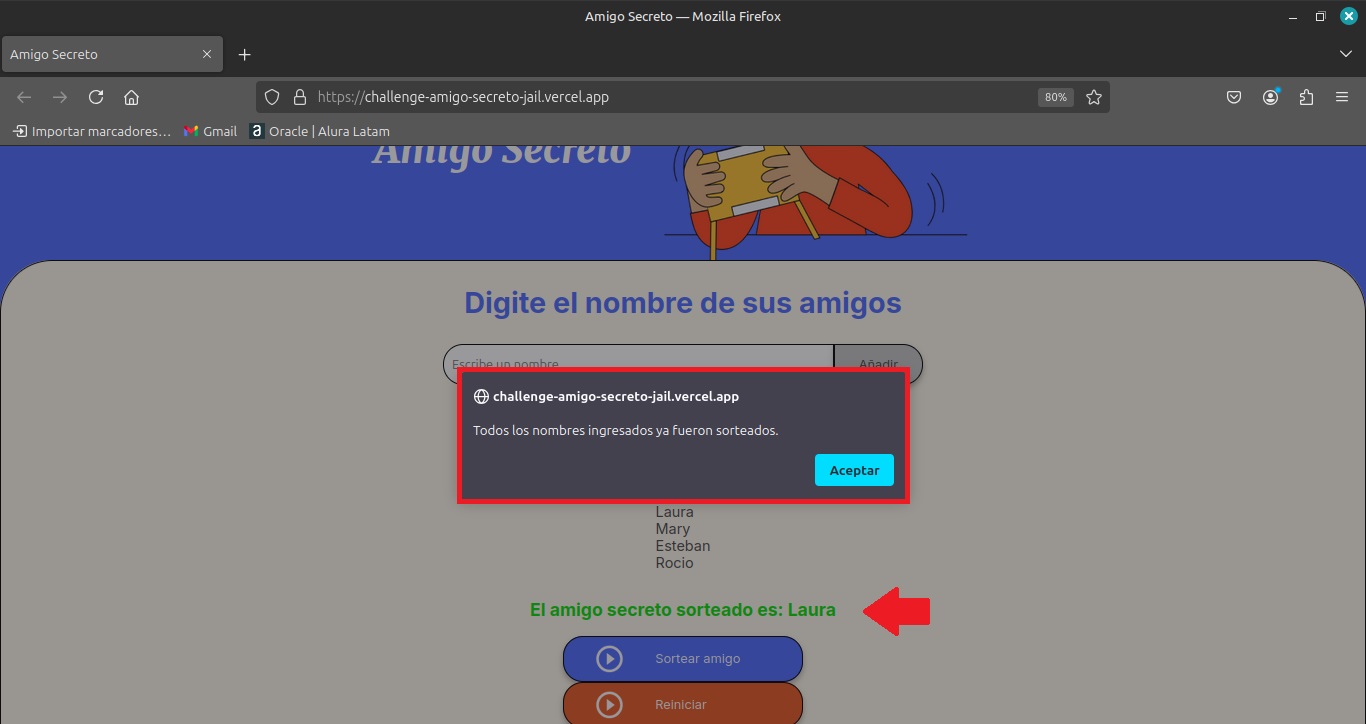 Amigo Secreto — Mozilla Firefox
Amigo Secreto
https://challenge-amigo-secreto-jail.vercel.app
80%
Importar marcadores…
Gmail
Oracle | Alura Latam
Amigo Secreto
Digite el nombre de sus amigos
Escribe un nombre
Añadir
challenge-amigo-secreto-jail.vercel.app
Todos los nombres ingresados ya fueron sorteados.
Aceptar
Laura
Mary
Esteban
Rocio
El amigo secreto sorteado es: Laura
Sortear amigo
Reiniciar